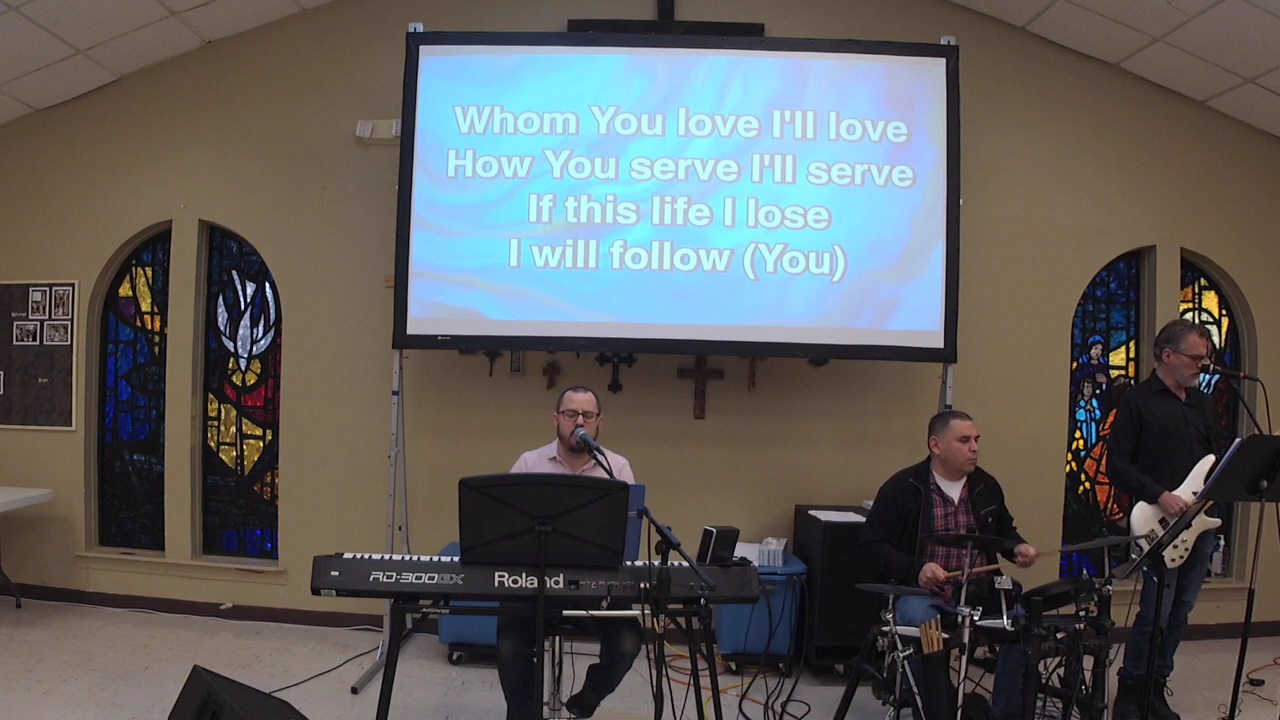 Whom You love I'll love
How You serve I'll serve
If this life I lose
I will follow (You)
RD-300GX
Roland